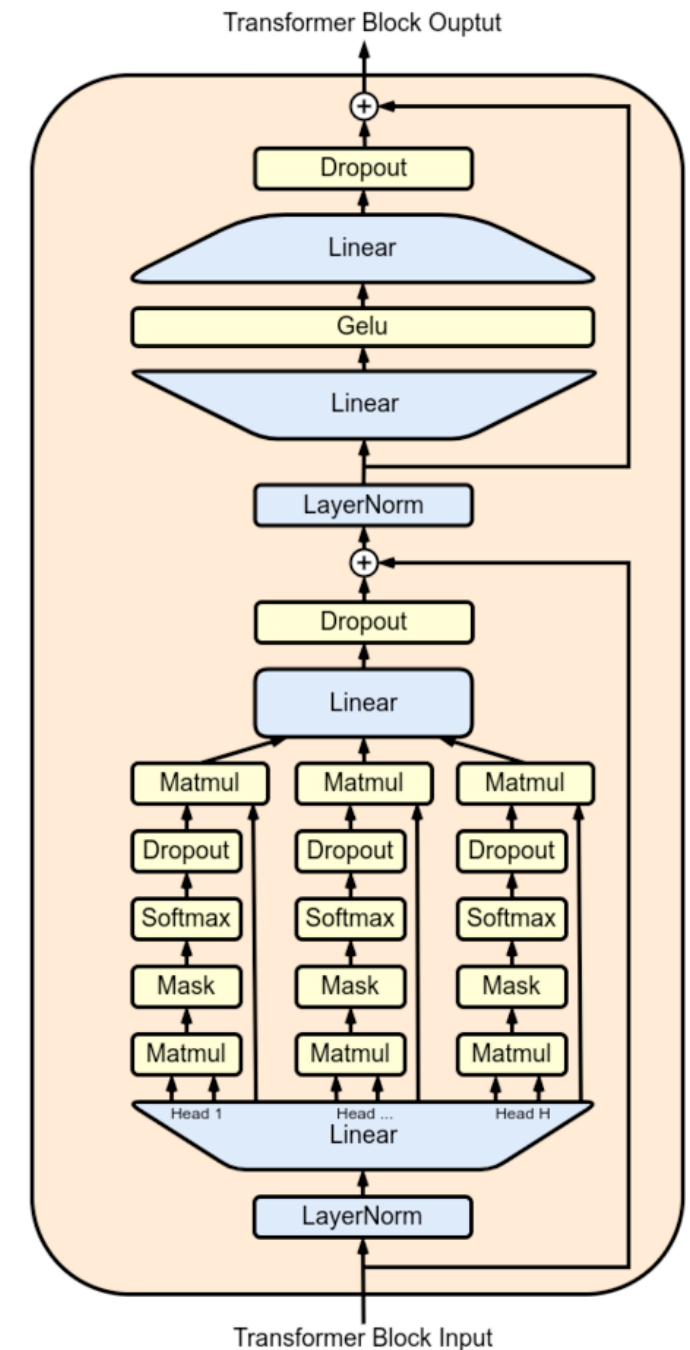 Transformer Block Ouptut
+
Dropout
Linear
Gelu
Linear
LayerNorm
+
Dropout
Linear
Matmul Matmul Matmul
Dropout Dropout Dropout
Softmax Softmax Softmax
Mask Mask Mask
Matmul Matmul Matmul
Head 1 Head ... Head H
Linear
LayerNorm
Transformer Block Input